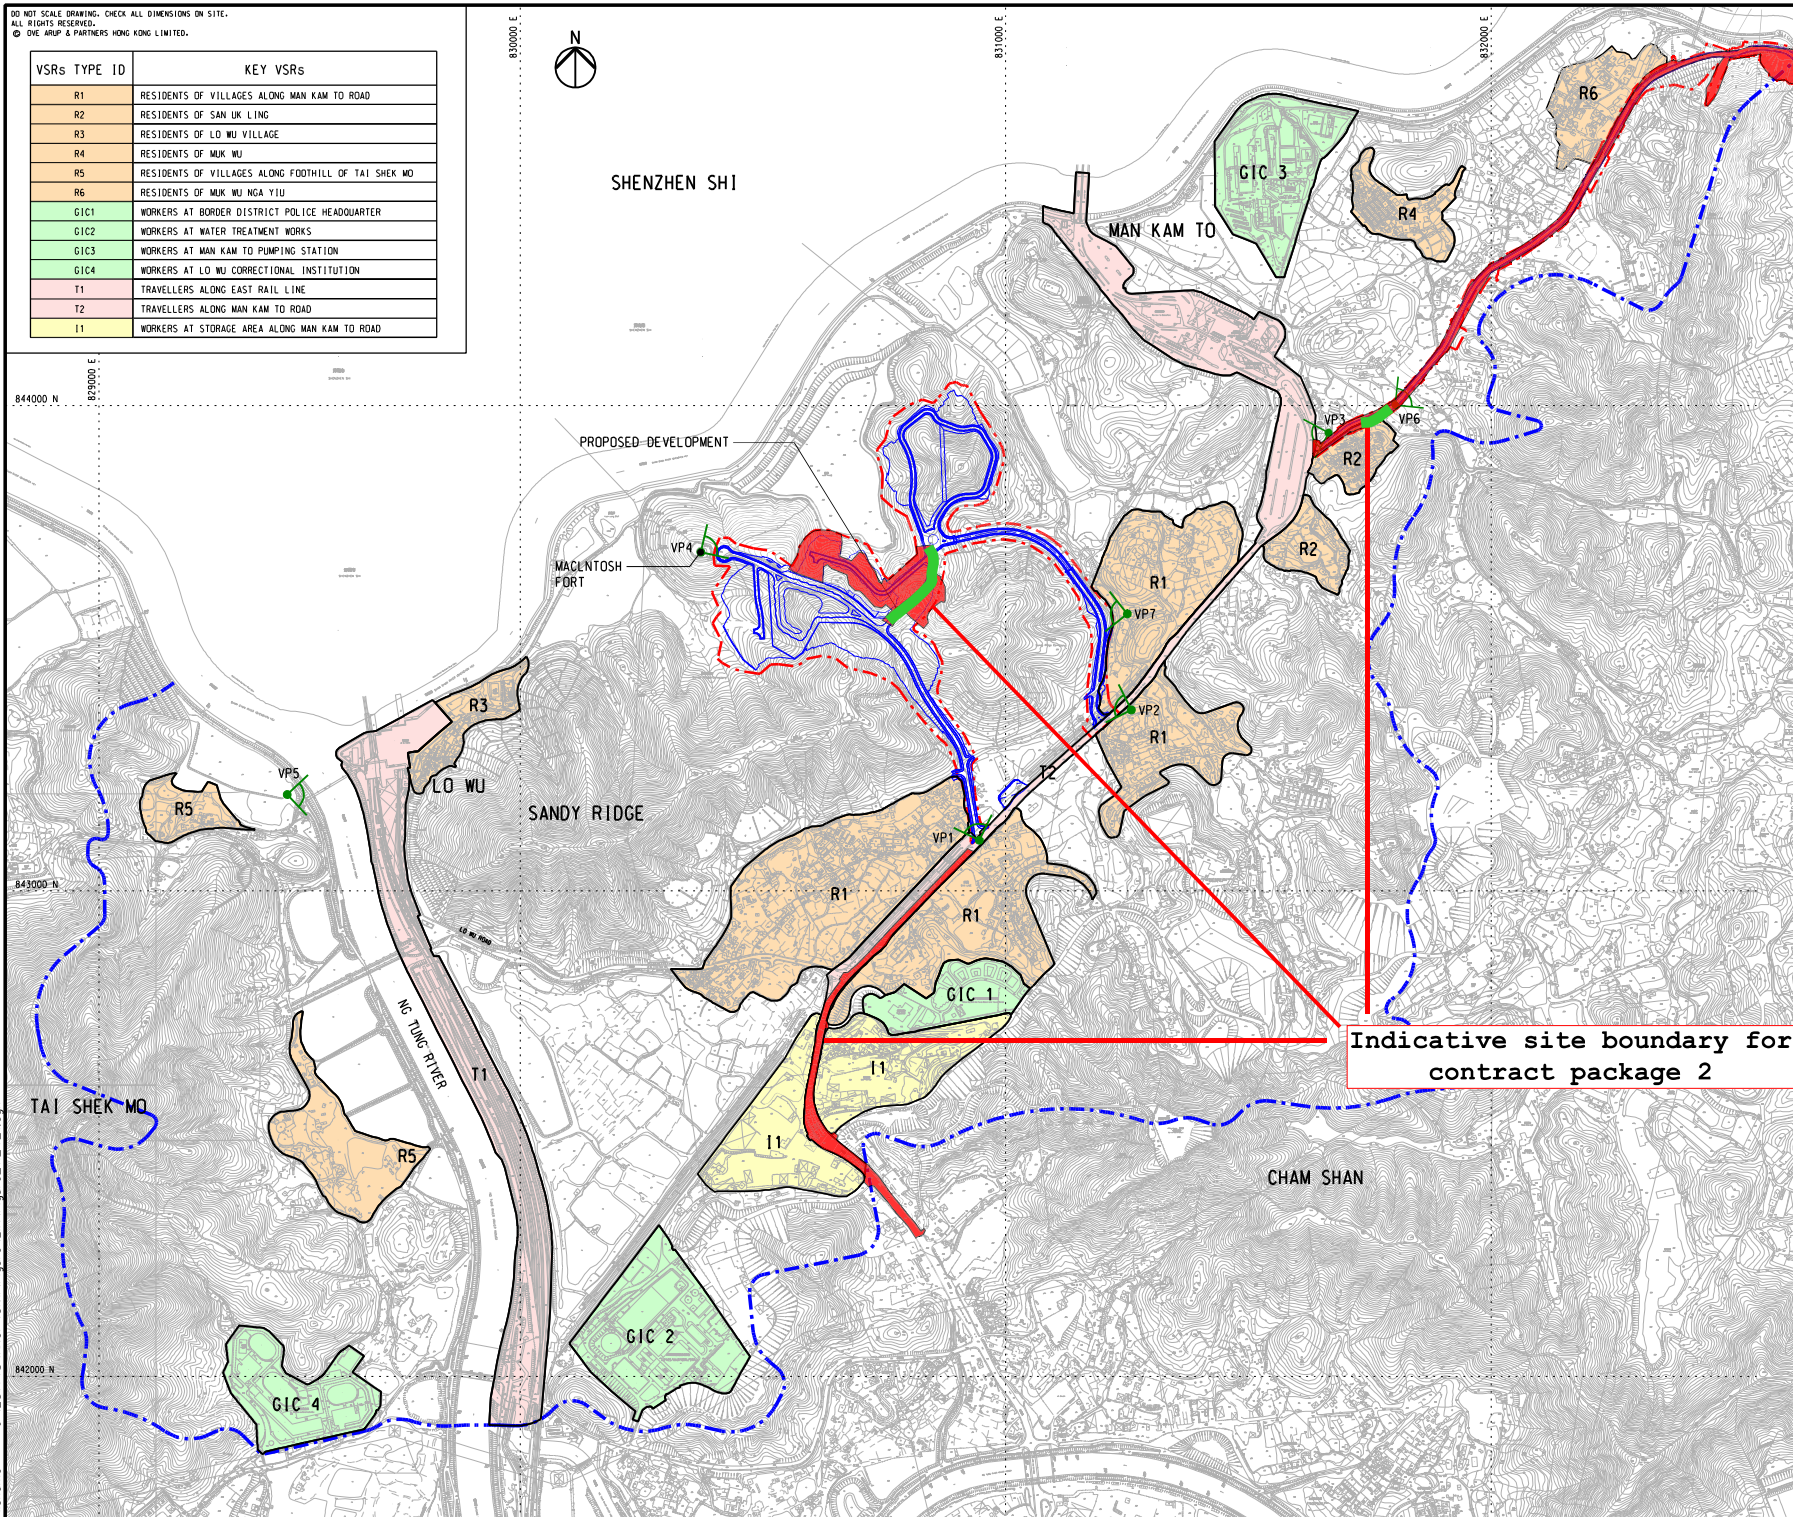 DO NOT SCALE DRAWING. CHECK ALL DIMENSIONS ON SITE.
ALL RIGHTS RESERVED.
© OVE ARUP & PARTNERS HONG KONG LIMITED.
VSRs TYPE ID KEY VSRs
R1 RESIDENTS OF VILLAGES ALONG MAN KAM TO ROAD
R2 RESIDENTS OF SAN UK LING
R3 RESIDENTS OF LO WU VILLAGE
R4 RESIDENTS OF MUK WU
R5 RESIDENTS OF VILLAGES ALONG FOOTHILL OF TAI SHEK MO
R6 RESIDENTS OF MUK WU NGA YIU
GIC1 WORKERS AT BORDER DISTRICT POLICE HEADQUARTER
GIC2 WORKERS AT WATER TREATMENT WORKS
GIC3 WORKERS AT MAN KAM TO PUMPING STATION
GIC4 WORKERS AT LO WU CORRECTIONAL INSTITUTION
T1 TRAVELLERS ALONG EAST RAIL LINE
T2 TRAVELLERS ALONG MAN KAM TO ROAD
I1 WORKERS AT STORAGE AREA ALONG MAN KAM TO ROAD
830000 E
N
831000 E
832000 E
829000 E
R6
SHENZHEN SHI
GIC 3
R4
MAN KAM TO
844000 N
VP3
VP6
PROPOSED DEVELOPMENT
R2
VP4
MACLNTOSH
FORT
R2
R1
VP7
R3
VP2
R1
T2
VP5
LO WU
R5
SANDY RIDGE
VP1
843000 N
R1
R1
LO WU ROAD
GIC 1
NG TUNG RIVER
Indicative site boundary for
contract package 2
T1
I1
TAI SHEK MO
I1
R5
CHAM SHAN
GIC 2
842000 N
GIC 4